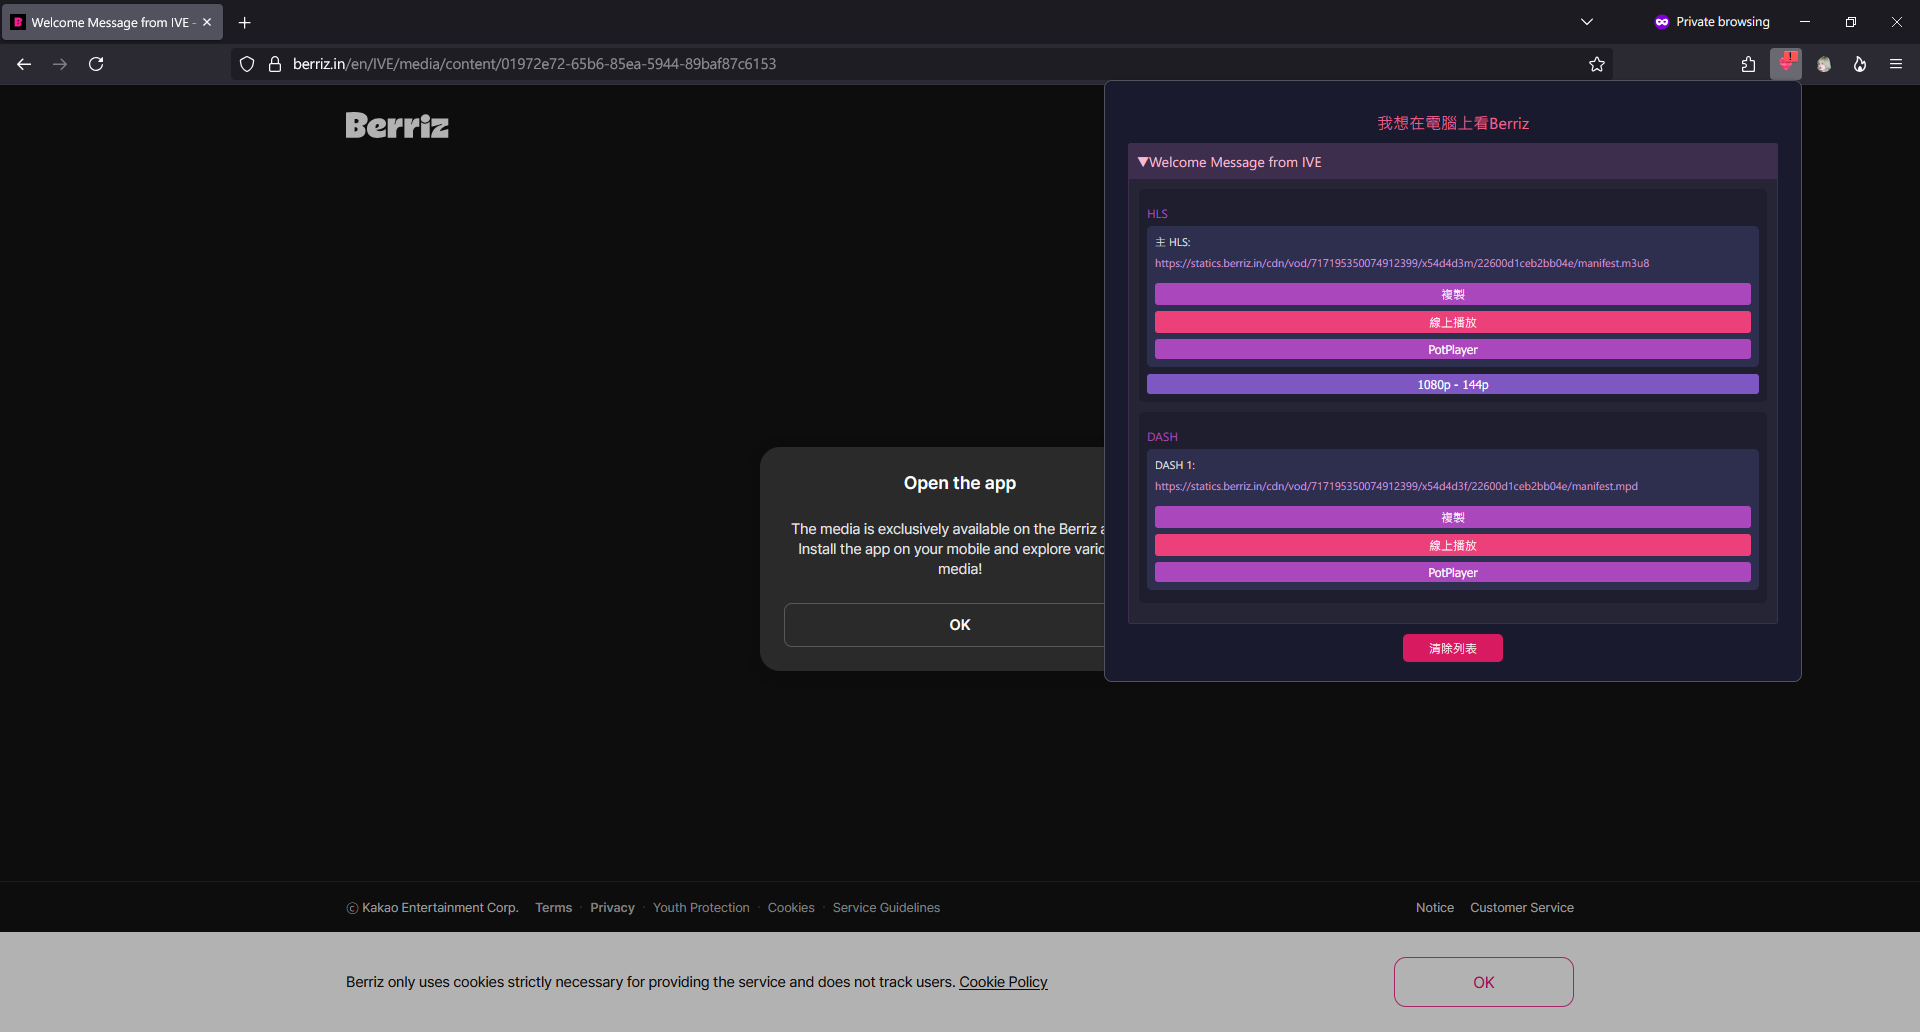 Welcome Message from IVE -
Private browsing
berriz.in/en/IVE/media/content/01972e72-65b6-85ea-5944-89baf87c6153
Berriz
我想在電腦上看Berriz
▼Welcome Message from IVE
HLS
主 HLS:
https://statics.berriz.in/cdn/vod/717195350074912399/x54d4d3m/22600d1ceb2bb04e/manifest.m3u8
複製
線上播放
PotPlayer
1080p - 144p
DASH
DASH 1:
https://statics.berriz.in/cdn/vod/717195350074912399/x54d4d3f/22600d1ceb2bb04e/manifest.mpd
複製
線上播放
PotPlayer
清除列表
Open the app
The media is exclusively available on the Berriz
Install the app on your mobile and explore
media!
OK
ⓒ Kakao Entertainment Corp. Terms · Privacy · Youth Protection · Cookies · Service Guidelines
Notice Customer Service
Berriz only uses cookies strictly necessary for providing the service and does not track users. Cookie Policy
OK